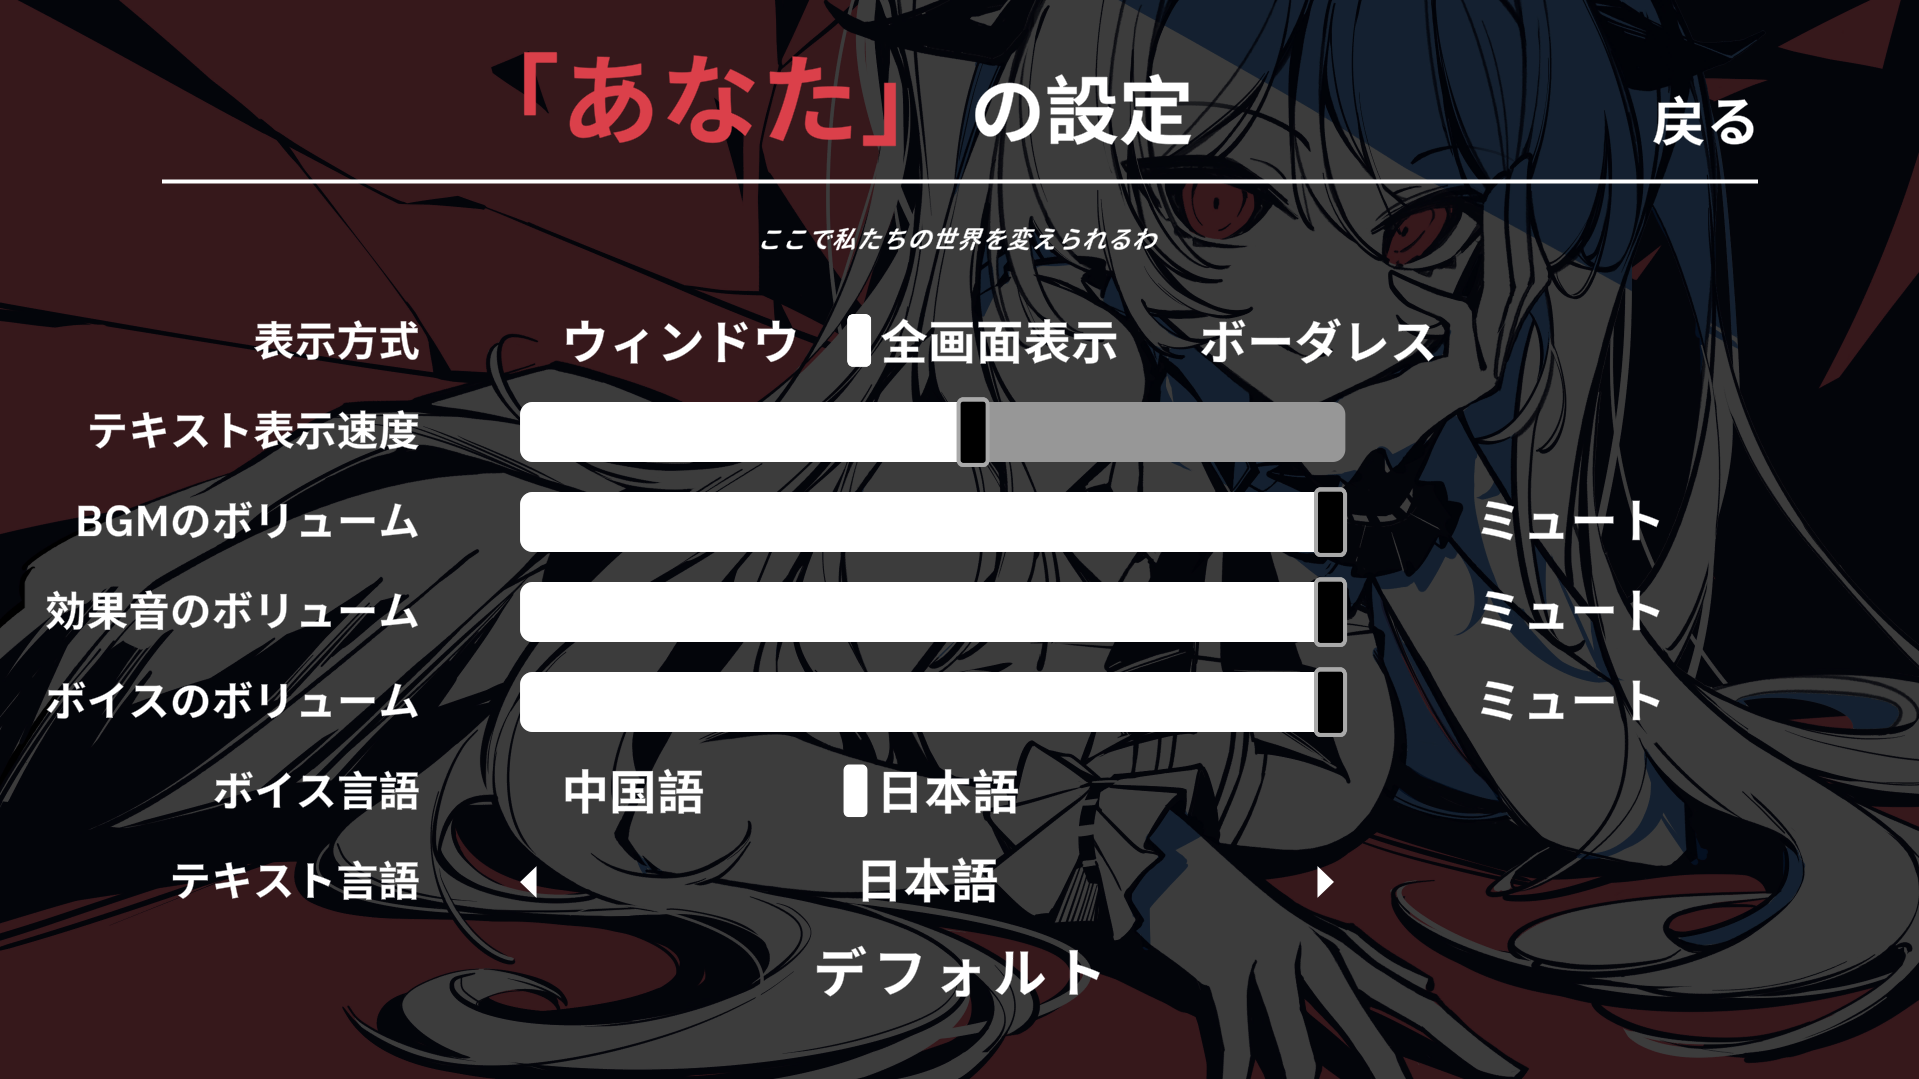 「あなた」の設定
戻る
ここで私たちの世界を変えられるわ
表示方式 ウィンドウ 全画面表示 ボーダレス
テキスト表示速度
BGMのボリューム ミュート
効果音のボリューム ミュート
ボイスのボリューム ミュート
ボイス言語 中国語 日本語
テキスト言語 日本語
デフォルト